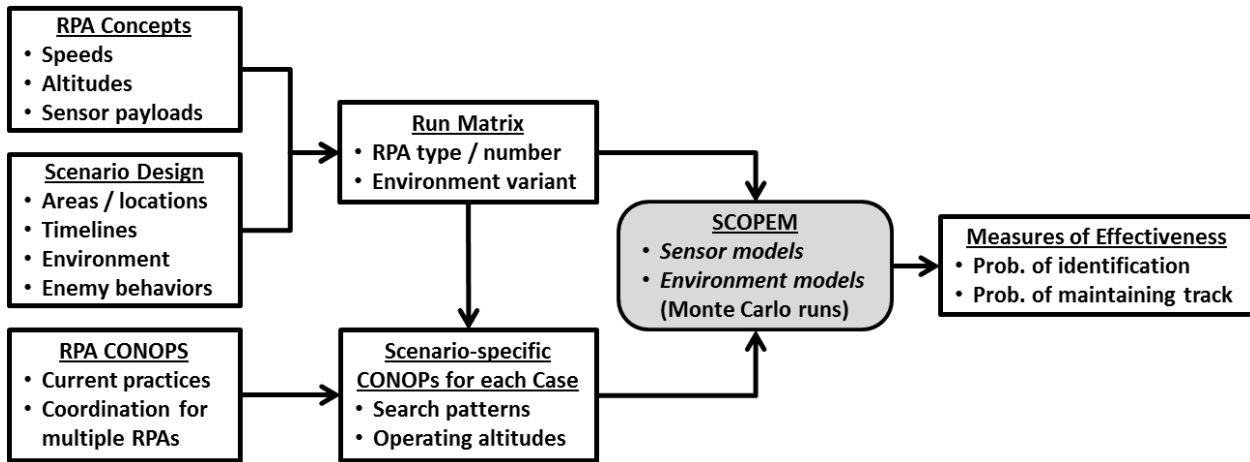 RPA Concepts
• Speeds
• Altitudes
• Sensor payloads
Scenario Design
• Areas / locations
• Timelines
• Environment
• Enemy behaviors
RPA CONOPS
• Current practices
• Coordination for
multiple RPAs
Run Matrix
• RPA type / number
• Environment variant
Scenario-specific
CONOPs for each Case
• Search patterns
• Operating altitudes
SCOPEM
• Sensor models
• Environment models
(Monte Carlo runs)
Measures of Effectiveness
• Prob. of identification
• Prob. of maintaining track